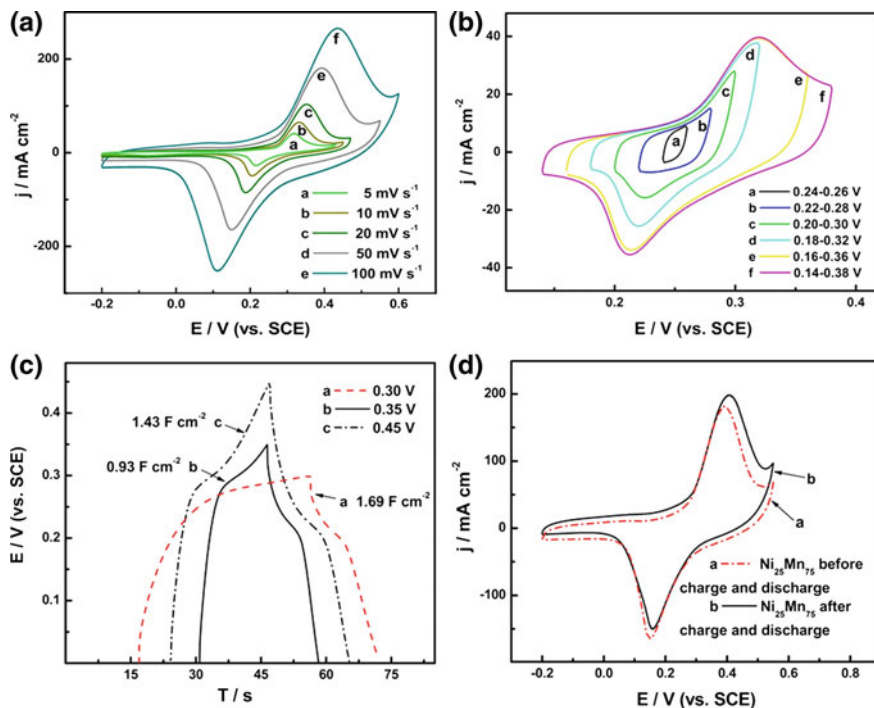 (a)
j / mA cm⁻²
200
0
-200
f
e
c
b
a
a 5 mV s⁻¹
b 10 mV s⁻¹
c 20 mV s⁻¹
d 50 mV s⁻¹
e 100 mV s⁻¹
-0.2 0.0 0.2 0.4 0.6
E / V (vs. SCE)
(b)
j / mA cm⁻²
40
20
0
-20
-40
d
c
b
a
e
f
a 0.24-0.26 V
b 0.22-0.28 V
c 0.20-0.30 V
d 0.18-0.32 V
e 0.16-0.36 V
f 0.14-0.38 V
0.2 0.3 0.4
E / V (vs. SCE)
(c)
E / V (vs. SCE)
0.4
0.3
0.2
0.1
a 0.30 V
b 0.35 V
c 0.45 V
1.43 F cm⁻² c
0.93 F cm⁻² b
a 1.69 F cm⁻²
15 30 45 60 75
T / s
(d)
j / mA cm⁻²
200
100
0
-100
b
a
a Ni₂₅Mn₇₅ before
charge and discharge
b Ni₂₅Mn₇₅ after
charge and discharge
-0.2 0.0 0.2 0.4 0.6 0.8
E / V (vs. SCE)